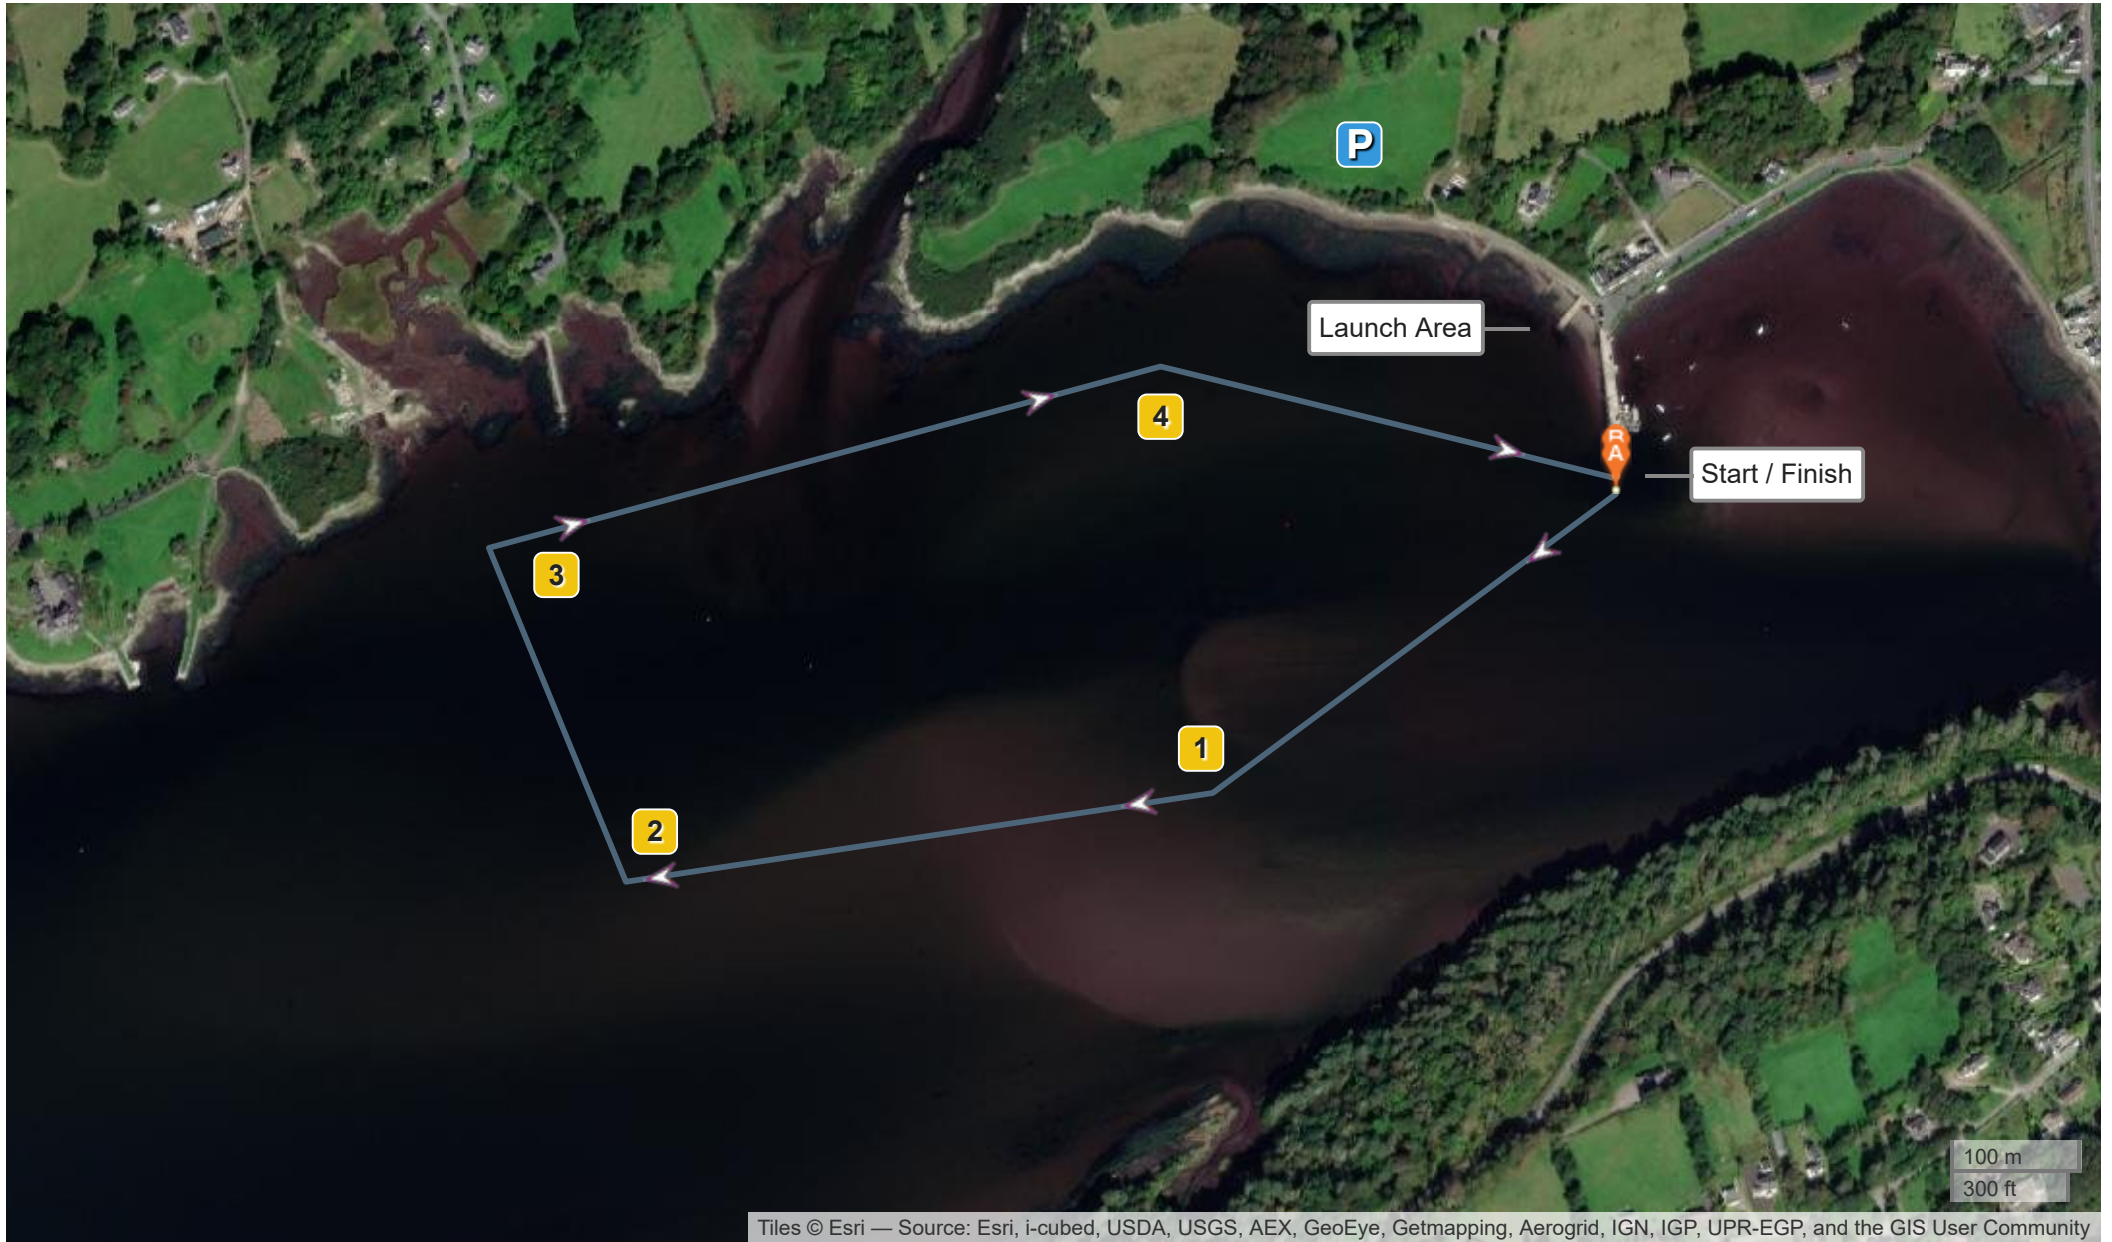 P
Launch Area
4
B
A
Start / Finish
3
1
2
100 m
300 ft
Tiles © Esri — Source: Esri, i-cubed, USDA, USGS, AEX, GeoEye, Getmapping, Aerogrid, IGN, IGP, UPR-EGP, and the GIS User Community